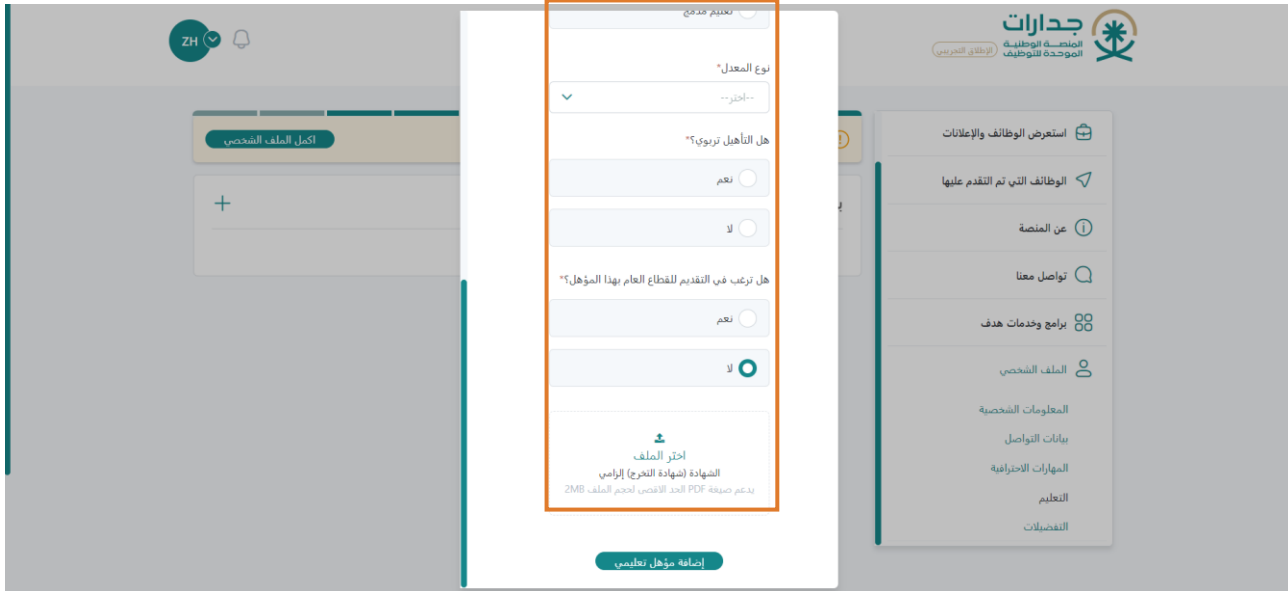 جدارات
المنصـــة الوطنيــة
الموحدة للتوظيف
(الإطلاق التجريبي)
ZH
استعرض الوظائف والإعلانات
الوظائف التي تم التقدم عليها
عن المنصة
تواصل معنا
برامج وخدمات هدف
الملف الشخصي
المعلومات الشخصية
بيانات التواصل
المهارات الاحترافية
التعليم
التفضيلات
اكمل الملف الشخصي
تعليم مدمج
نوع المعدل*
--اختر--
هل التأهيل تربوي؟*
نعم
لا
هل ترغب في التقديم للقطاع العام بهذا المؤهل؟*
نعم
لا
اختر الملف
الشهادة (شهادة التخرج) إلزامي
يدعم صيغة PDF الحد الاقصى لحجم الملف 2MB
إضافة مؤهل تعليمي